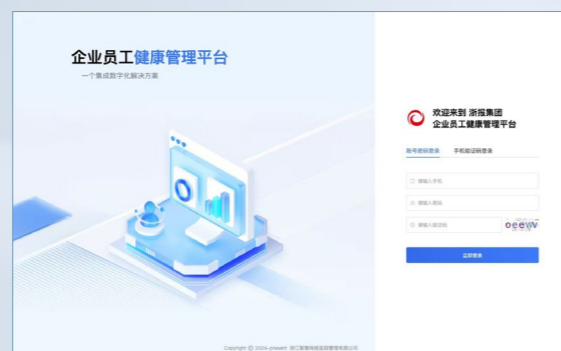 企业员工健康管理平台
一个集成数字化解决方案
欢迎来到 浙报集团
企业员工健康管理平台
账号密码登录 手机验证码登录
请输入手机
请输入密码
请输入验证码
立即登录
Copyright © 2024-present